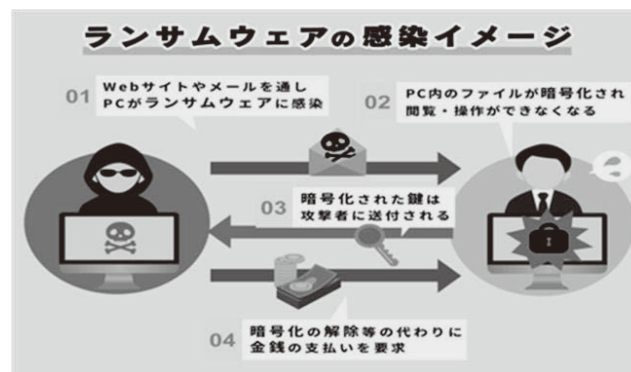 ランサムウェアの感染イメージ
01
Webサイトやメールを通し
PCがランサムウェアに感染
02
PC内のファイルが暗号化され
閲覧・操作ができなくなる
03
暗号化された鍵は
攻撃者に送付される
04
暗号化の解除等の代わりに
金銭の支払いを要求